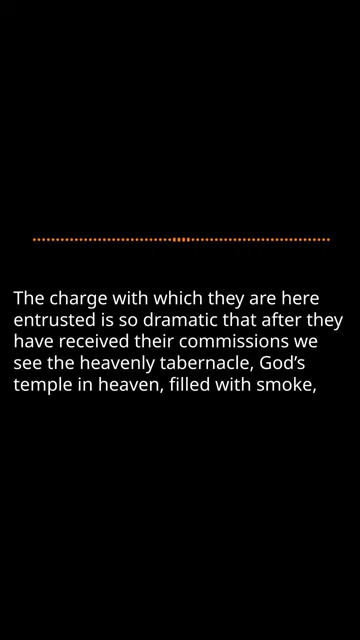 The charge with which they are here
entrusted is so dramatic that after they
have received their commissions we
see the heavenly tabernacle, God’s
temple in heaven, filled with smoke,